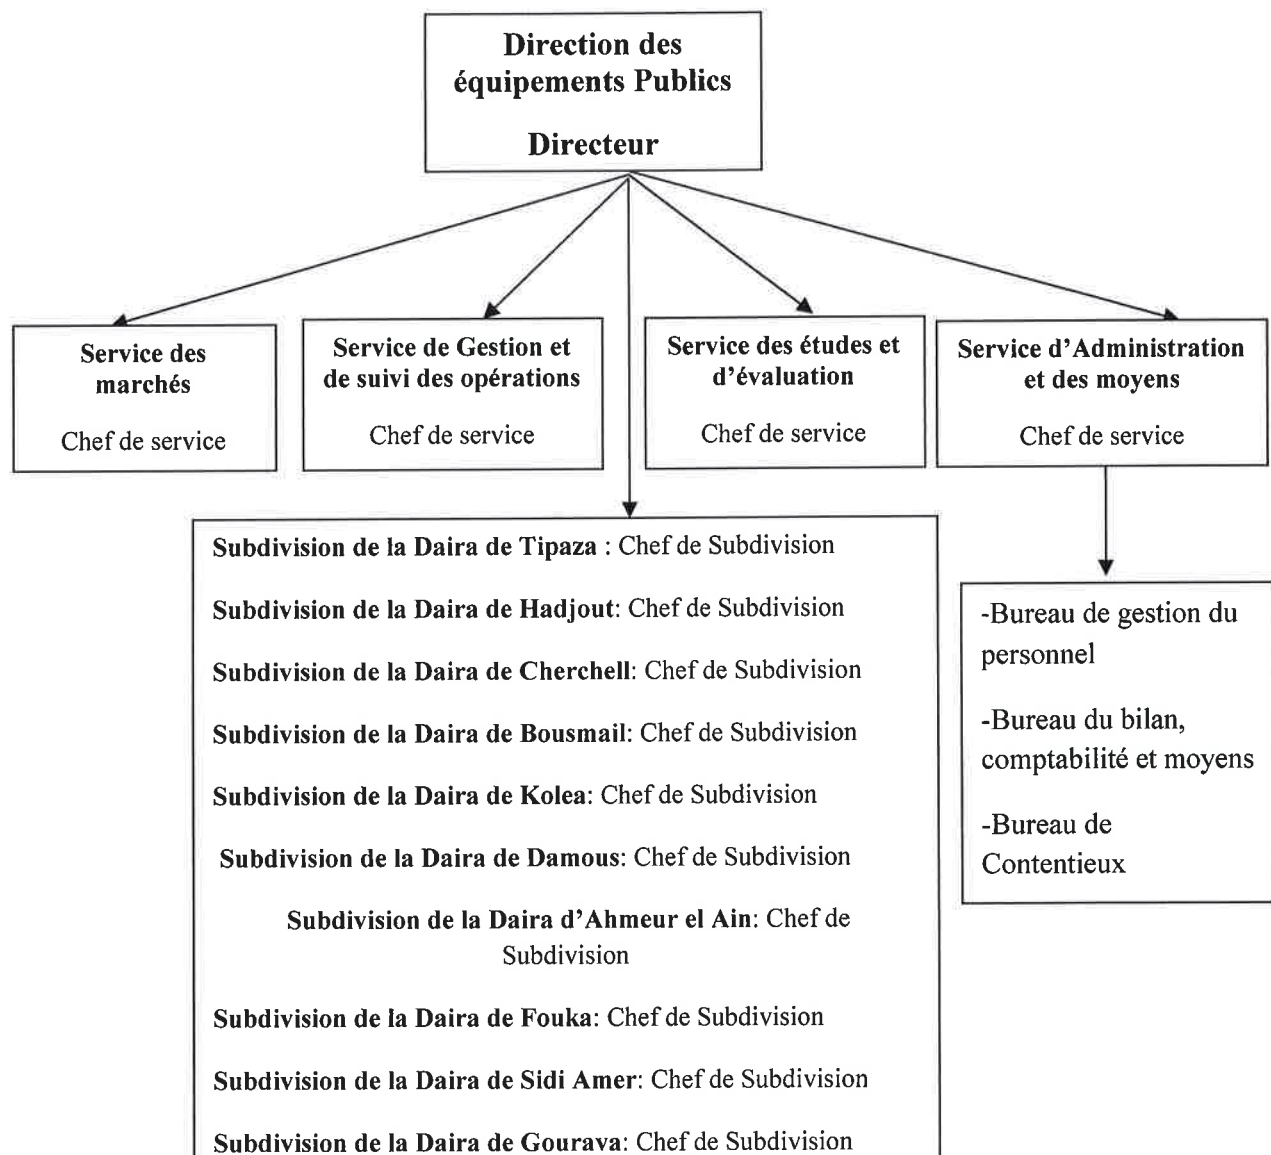 Direction des
équipements Publics
Directeur
Service des
marchés
Chef de service
Service de Gestion et
de suivi des opérations
Chef de service
Service des études et
d'évaluation
Chef de service
Service d'Administration
et des moyens
Chef de service
Subdivision de la Daira de Tipaza : Chef de Subdivision
Subdivision de la Daira de Hadjout: Chef de Subdivision
Subdivision de la Daira de Cherchell: Chef de Subdivision
Subdivision de la Daira de Bousmail: Chef de Subdivision
Subdivision de la Daira de Kolea: Chef de Subdivision
Subdivision de la Daira de Damous: Chef de Subdivision
Subdivision de la Daira d'Ahmeur el Ain: Chef de
Subdivision
Subdivision de la Daira de Fouka: Chef de Subdivision
Subdivision de la Daira de Sidi Amer: Chef de Subdivision
Subdivision de la Daira de Gourava: Chef de Subdivision
-Bureau de gestion du
personnel
-Bureau du bilan,
comptabilité et moyens
-Bureau de
Contentieux